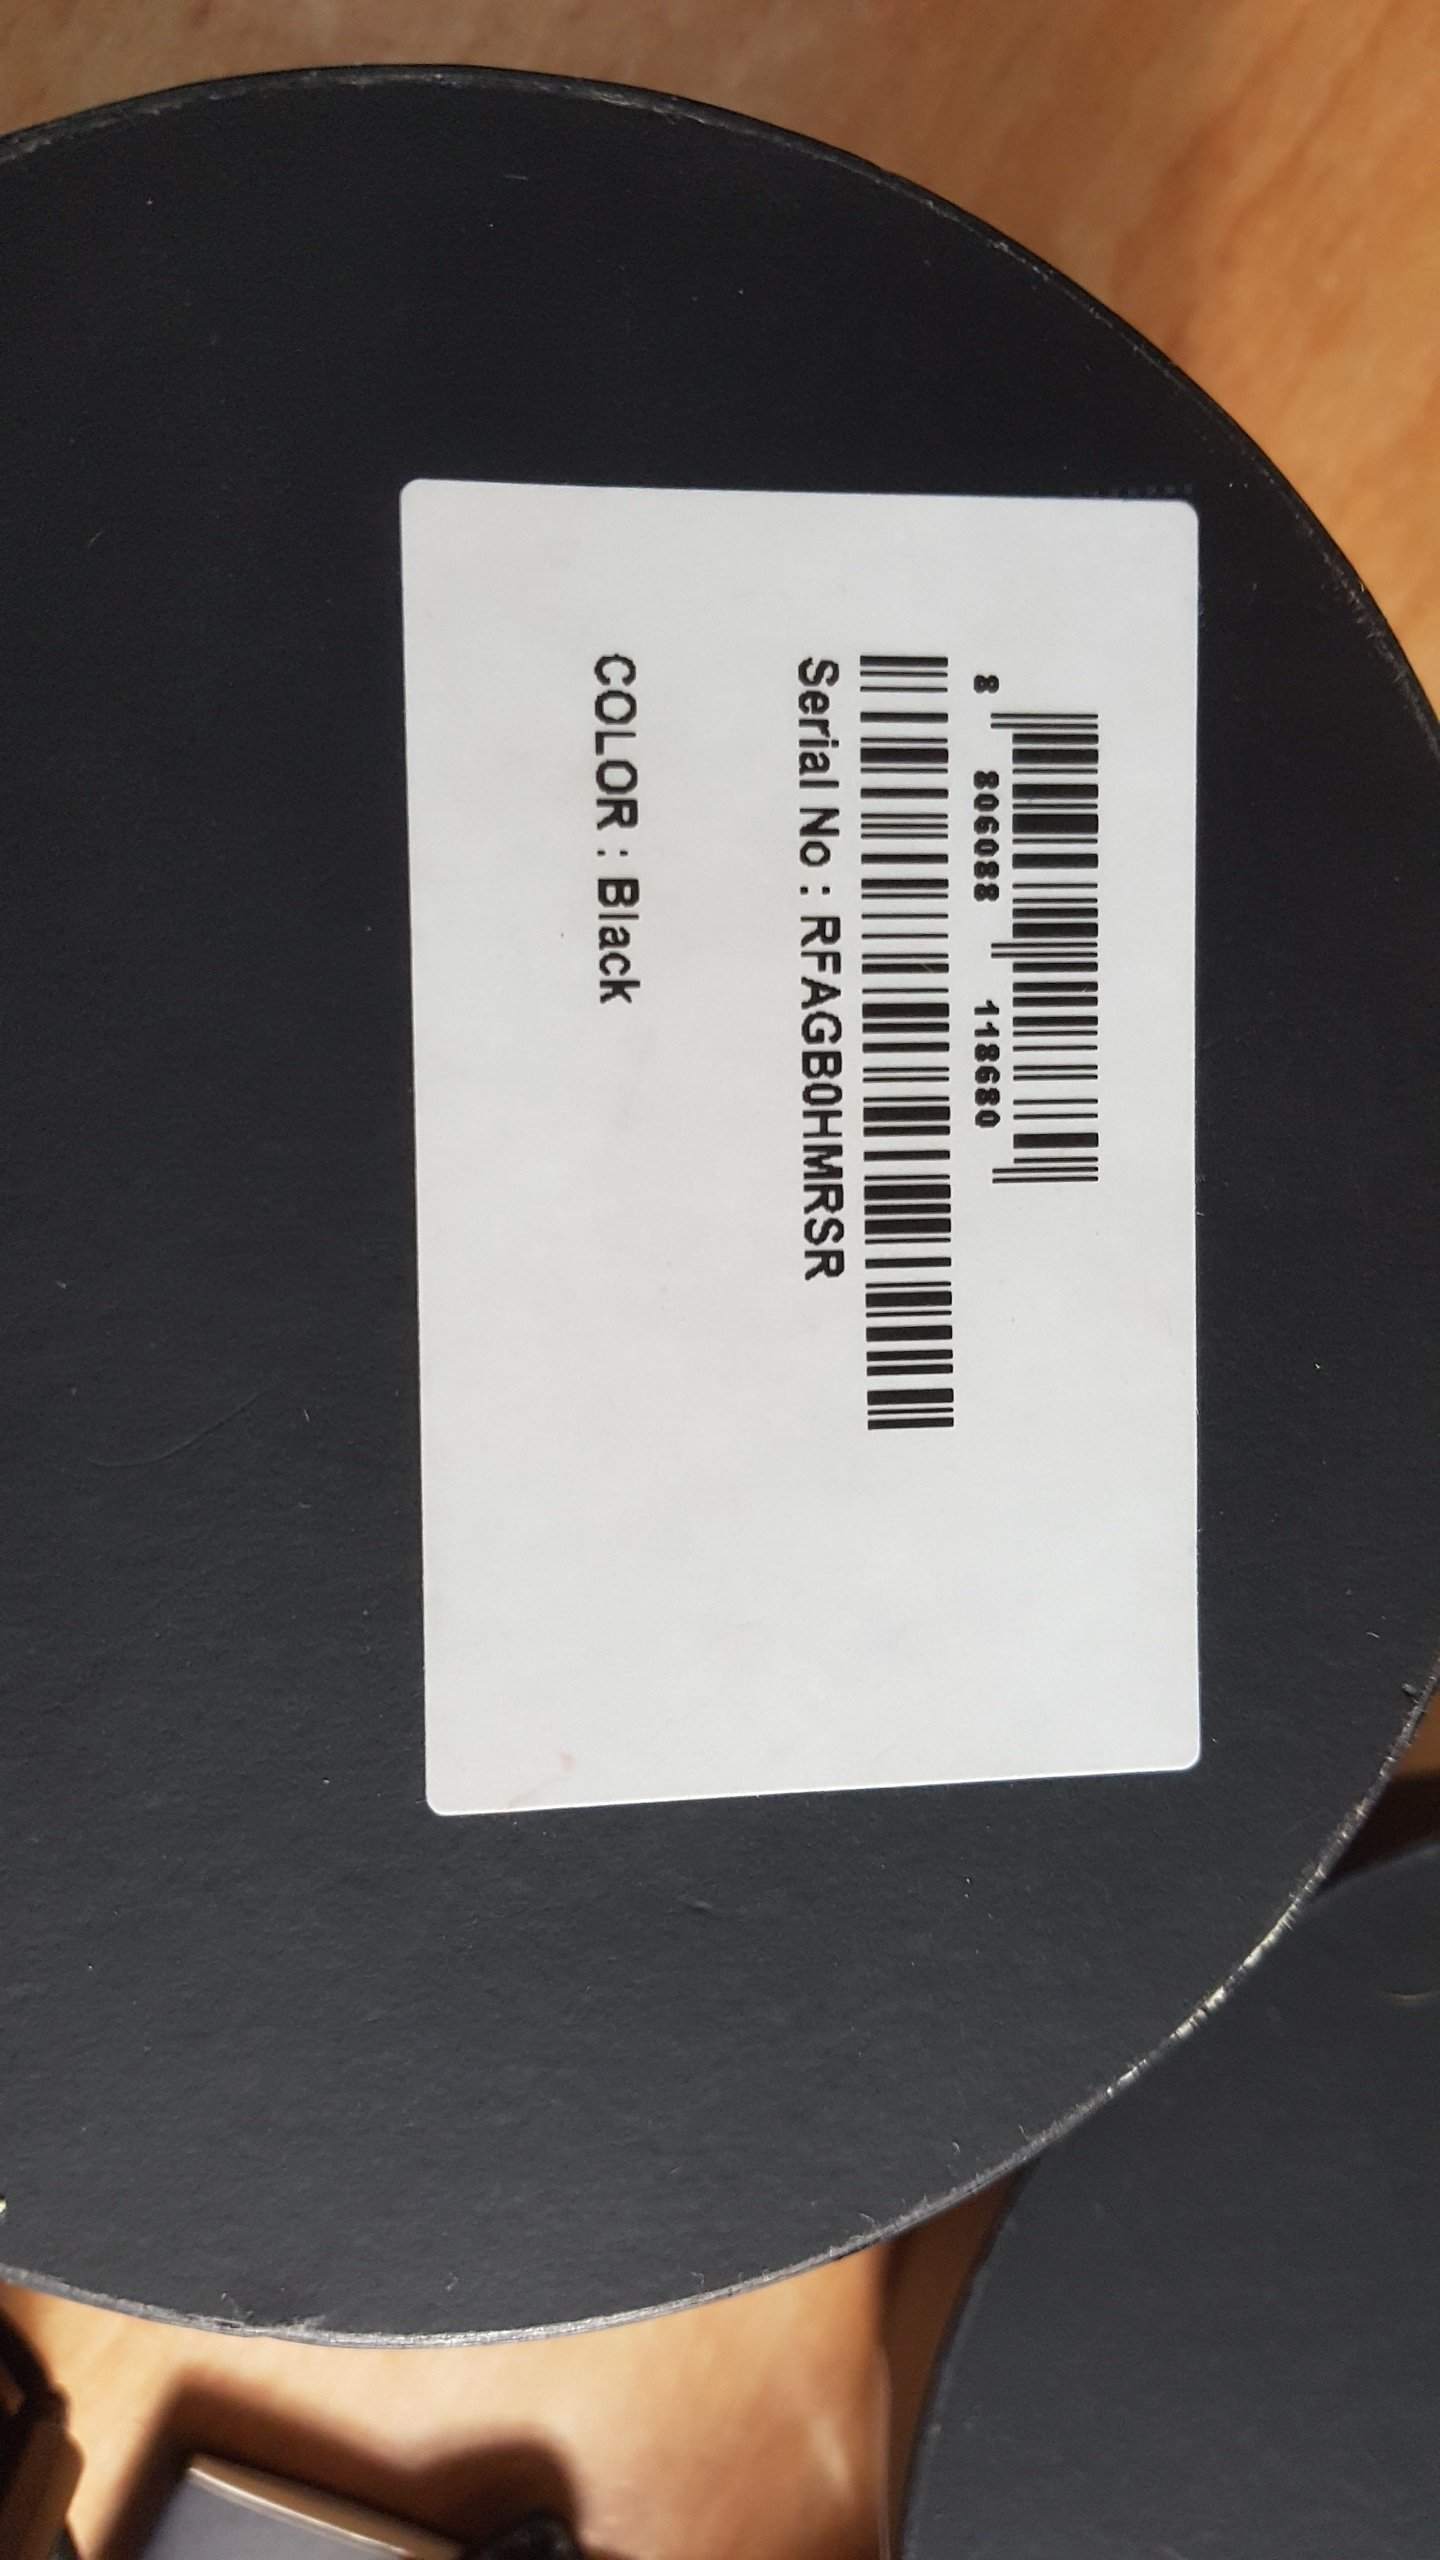 8 806088 118680
Serial No : RFAGB0HMRSR
COLOR : Black